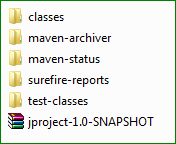 classes
maven-archiver
maven-status
surefire-reports
test-classes
jproject-1.0-SNAPSHOT